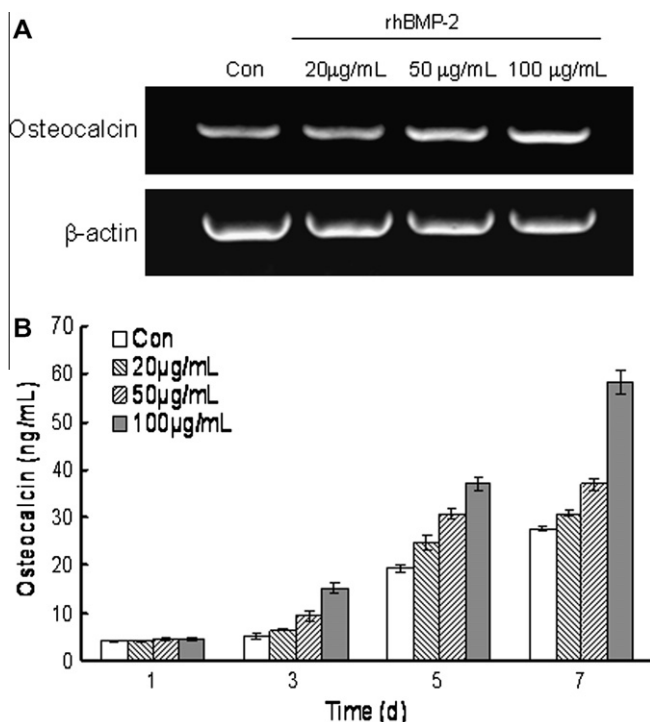 A
rhBMP-2
Con 20μg/mL 50 μg/mL 100 μg/mL
Osteocalcin
β-actin
B
70
60
50
40
30
20
10
0
Osteocalcin (ng/mL)
Con
20μg/mL
50μg/mL
100μg/mL
1 3 5 7
Time (d)